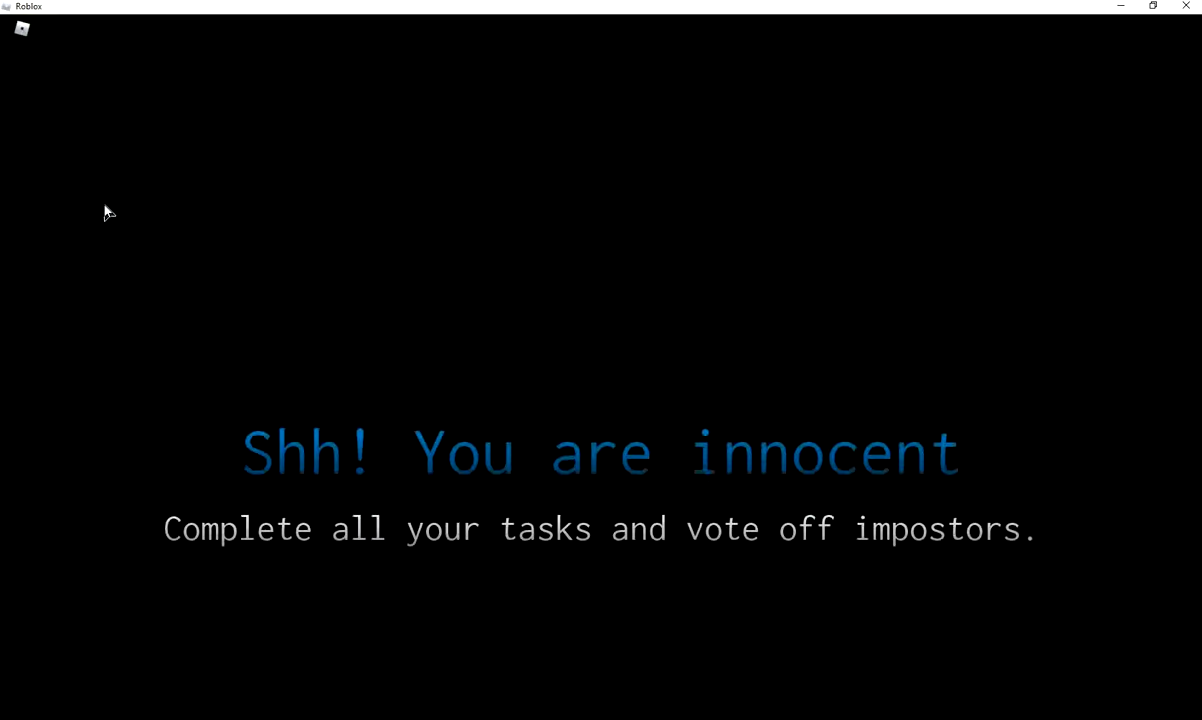 Roblox
Shh! You are innocent
Complete all your tasks and vote off impostors.